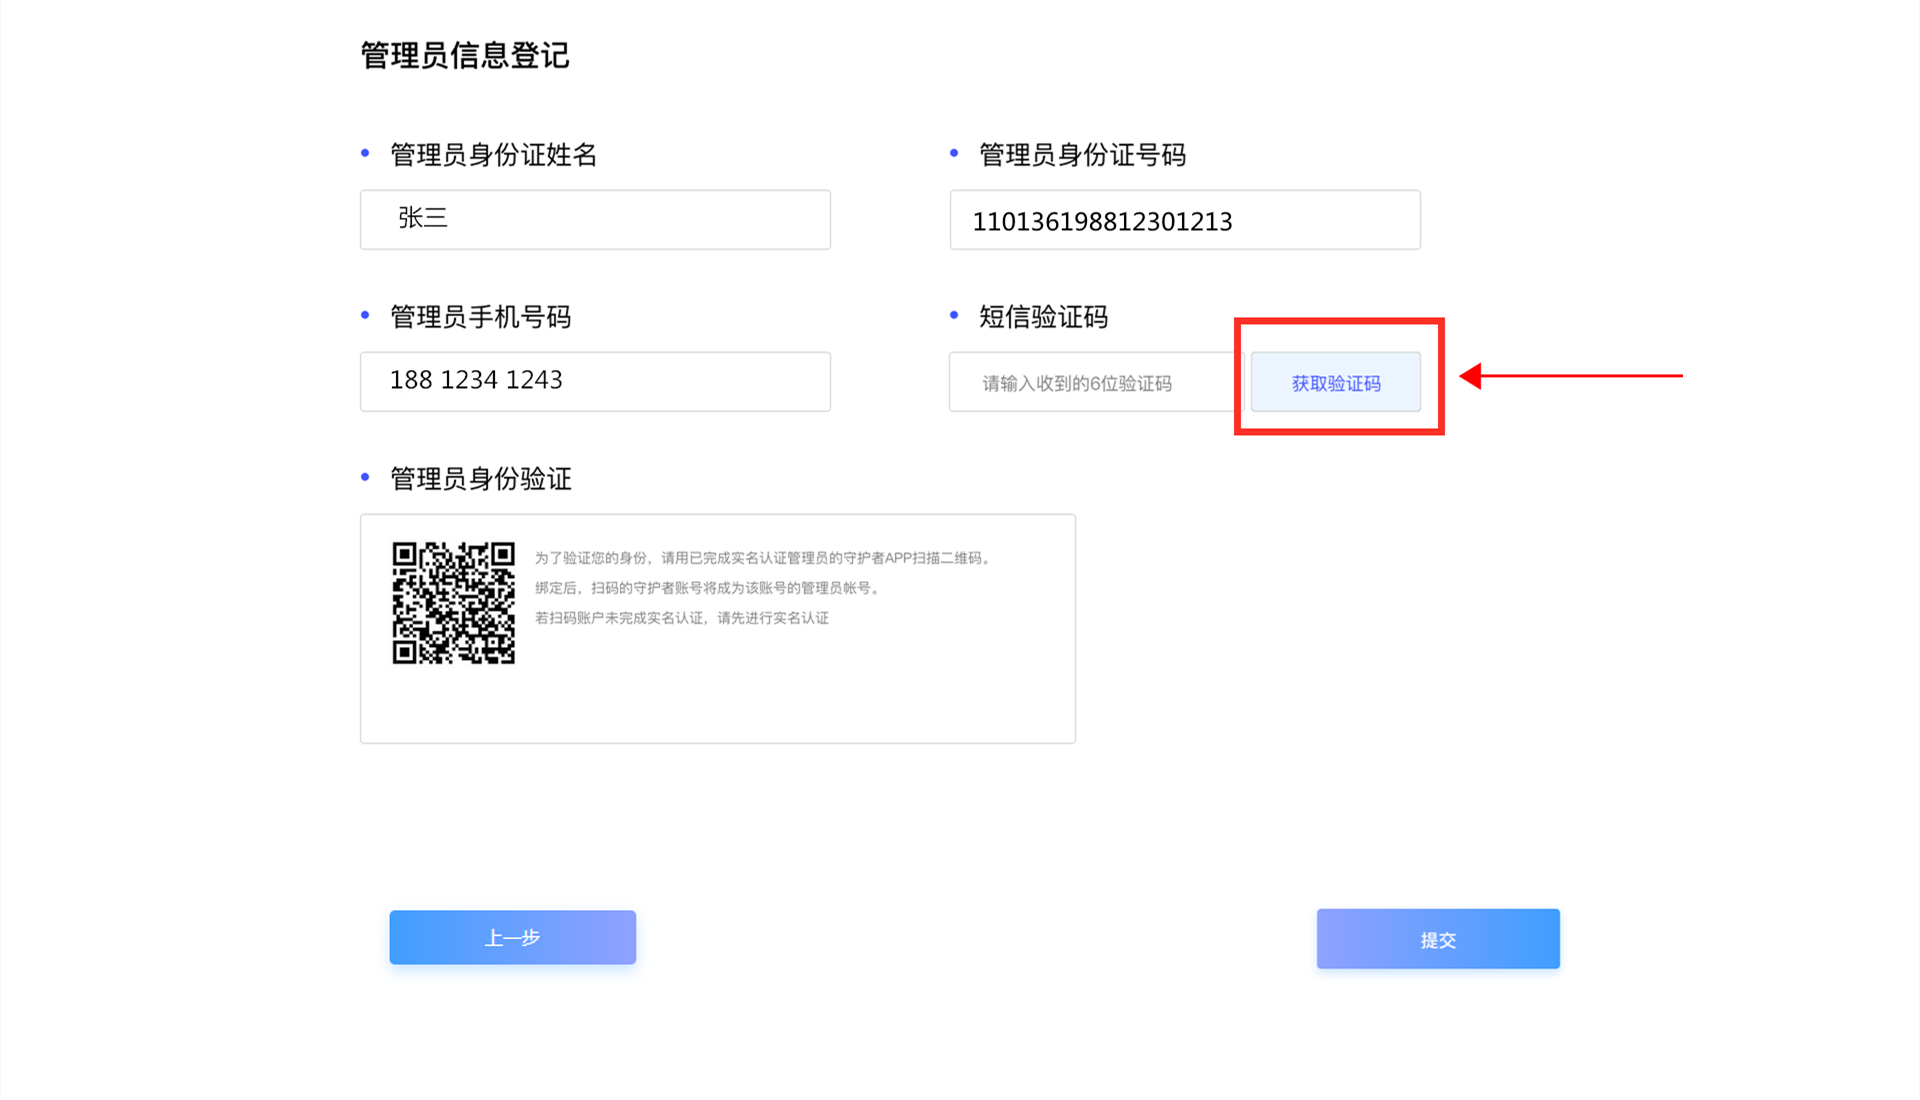 管理员信息登记
管理员身份证姓名
管理员身份证号码
张三
110136198812301213
管理员手机号码
短信验证码
188 1234 1243
请输入收到的6位验证码
获取验证码
管理员身份验证
为了验证您的身份，请用已完成实名认证管理员的守护者APP扫描二维码。
绑定后，扫码的守护者账号将成为该账号的管理员帐号。
若扫码账户未完成实名认证，请先进行实名认证
上一步
提交